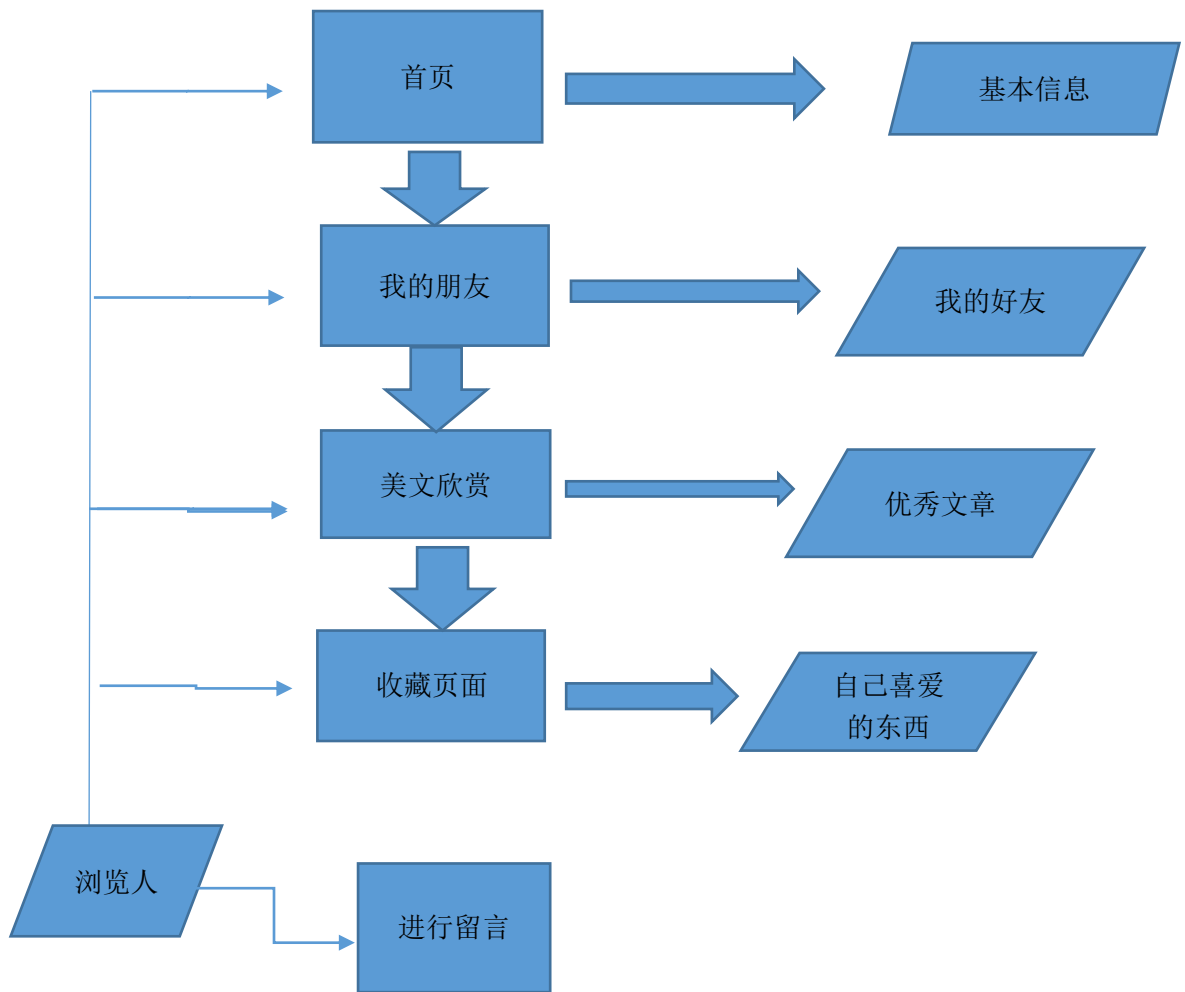 首页
基本信息
我的朋友
我的好友
美文欣赏
优秀文章
收藏页面
自己喜爱
的东西
浏览人
进行留言